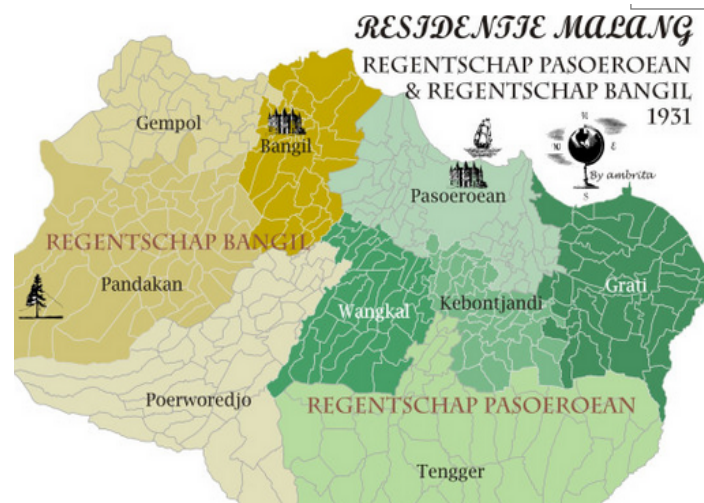 RESIDENTIE MALANG
REGENTSCHAP PASOEROEAN
& REGENTSCHAP BANGIL
1931
Gempol
Bangil
N
W
E
By ambrita
S
Pasoeroean
REGENTSCHAP BANGIL
Pandakan
Wangkal
Kebontjandi
Grati
Poerworedjo
REGENTSCHAP PASOEROEAN
Tengger